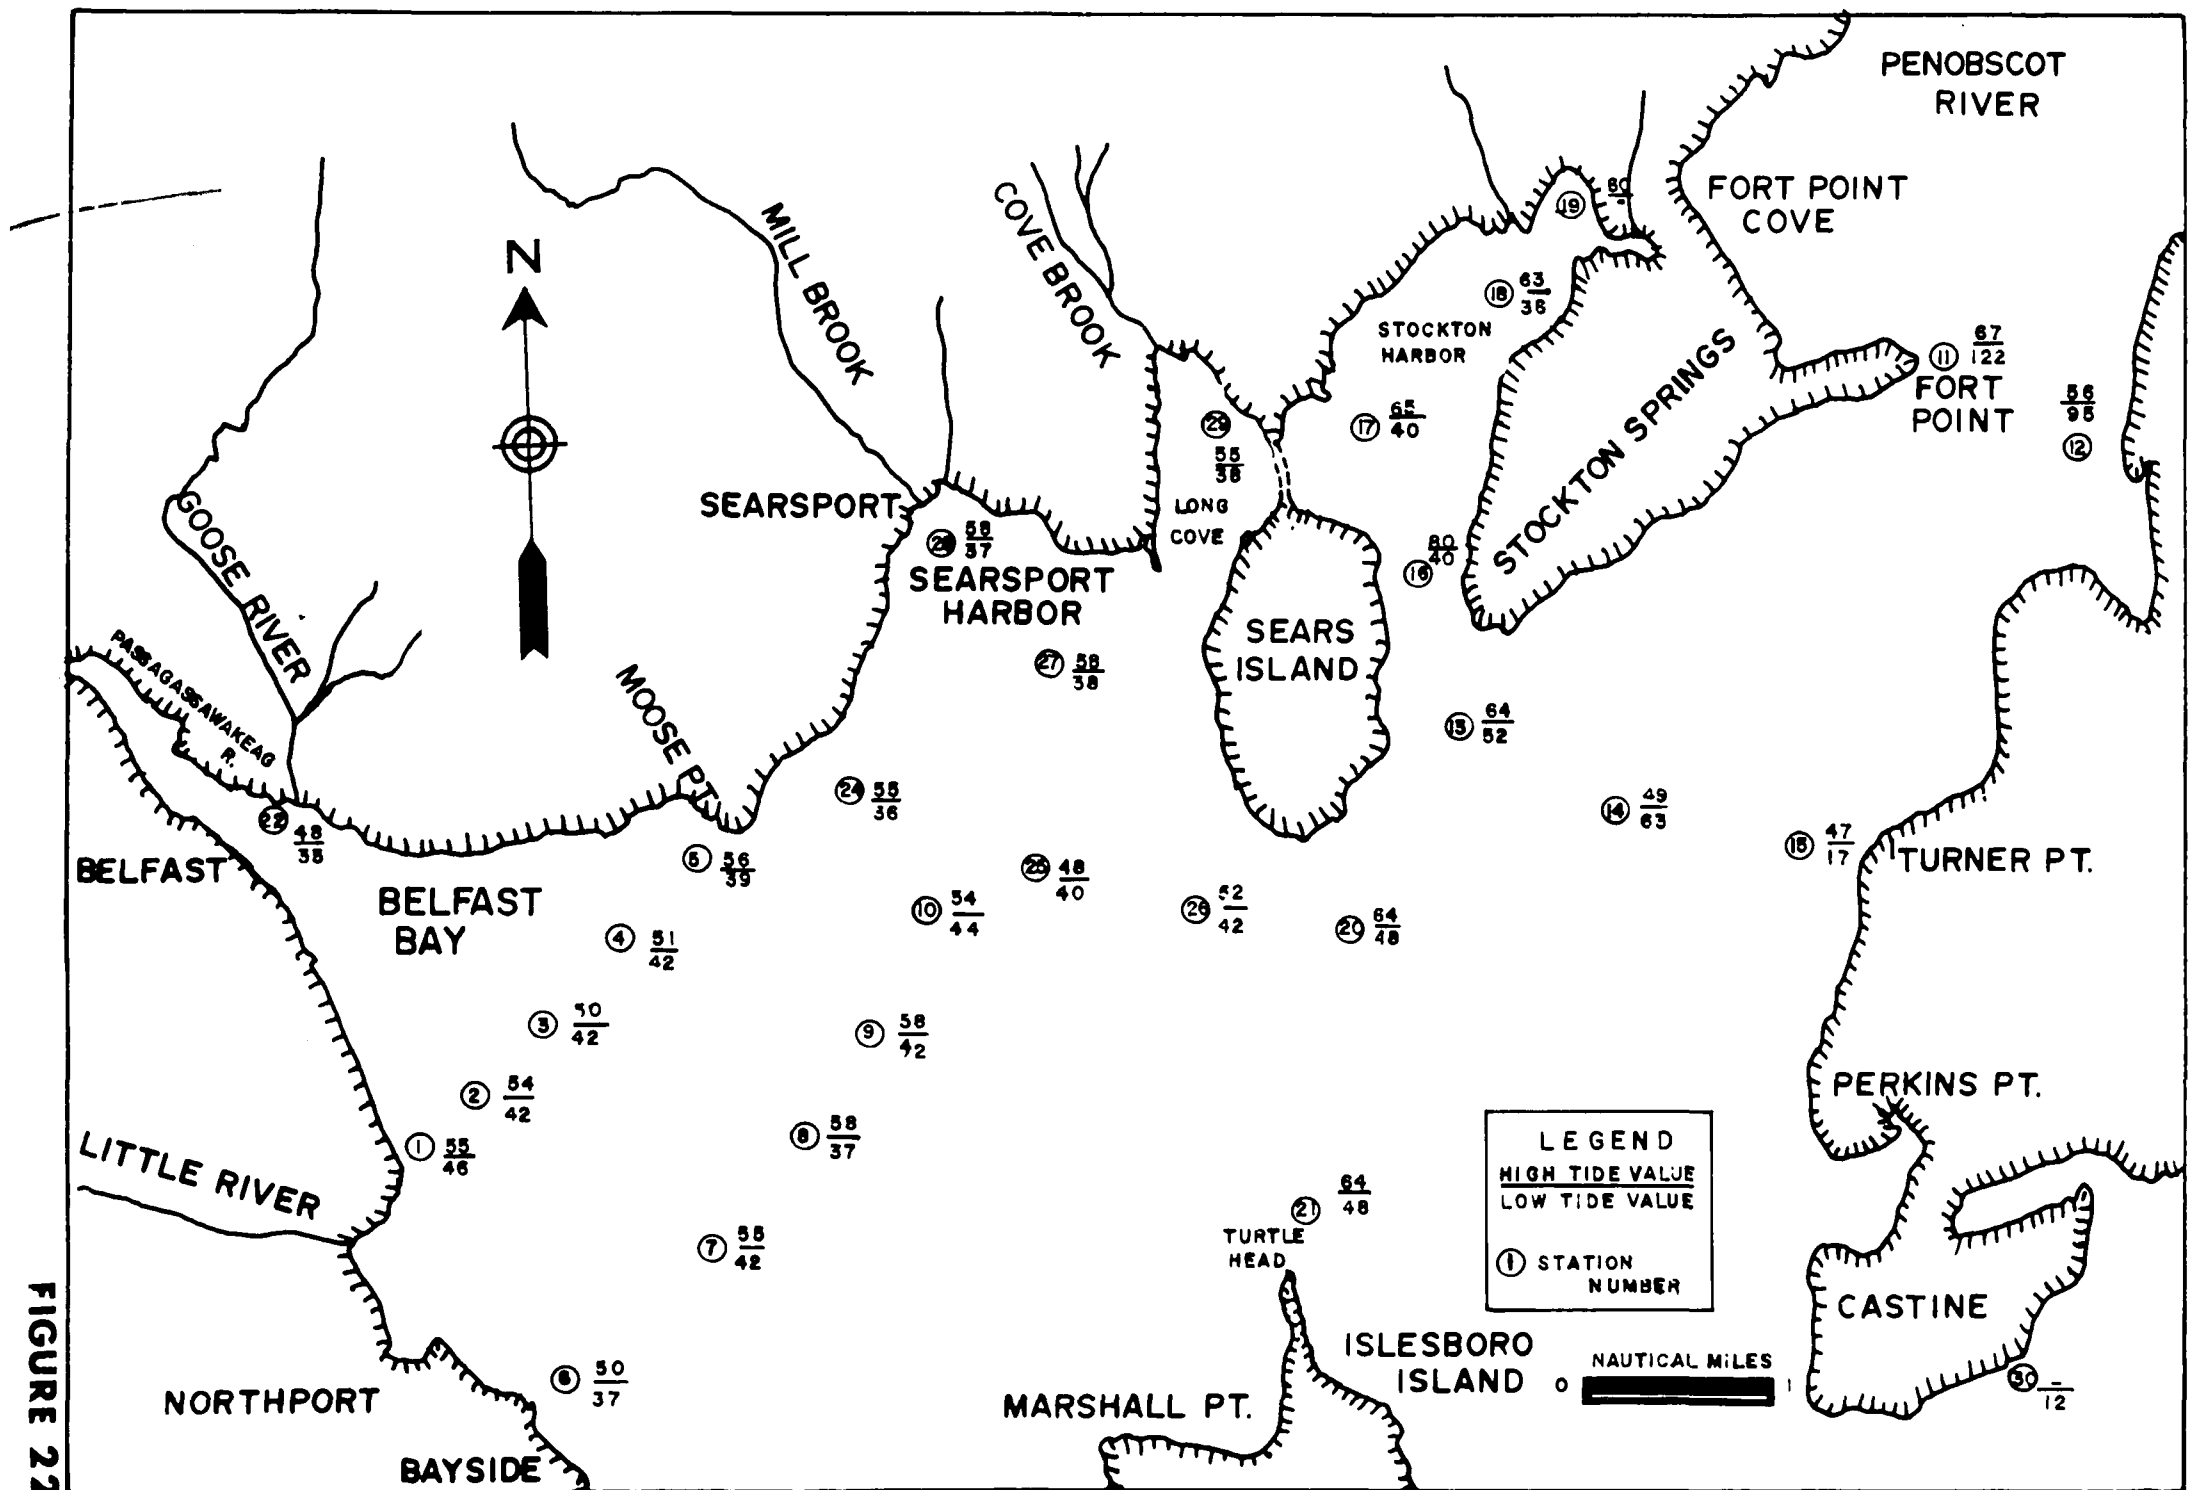 PENOBSCOT
RIVER
FORT POINT
COVE
N
MILL BROOK
COVE BROOK
19
18 63
36
STOCKTON
HARBOR
11 67
122
FORT
POINT
56
95
12
17 65
40
29
55
38
LONG
COVE
STOCKTON SPRINGS
SEARSPORT
58
37
SEARSPORT
HARBOR
GOOSE RIVER
16 80
40
PASSAGASSAWAKEAG
R.
MOOSE PT.
SEARS
ISLAND
27 58
38
64
52
24 55
36
14 49
63
47
17
TURNER PT.
22 48
BELFAST
BELFAST
BAY
5 56
39
48
40
10 54
44
26 52
42
20 64
48
4 51
42
3 50
42
9 58
42
2 54
42
1 55
46
8 58
37
PERKINS PT.
LITTLE RIVER
7 55
42
21 64
48
TURTLE
HEAD
LEGEND
HIGH TIDE VALUE
LOW TIDE VALUE
1 STATION
NUMBER
CASTINE
ISLESBORO
ISLAND
NAUTICAL MILES
0 1
30 -
12
6 50
37
NORTHPORT
MARSHALL PT.
BAYSIDE
FIGURE 22